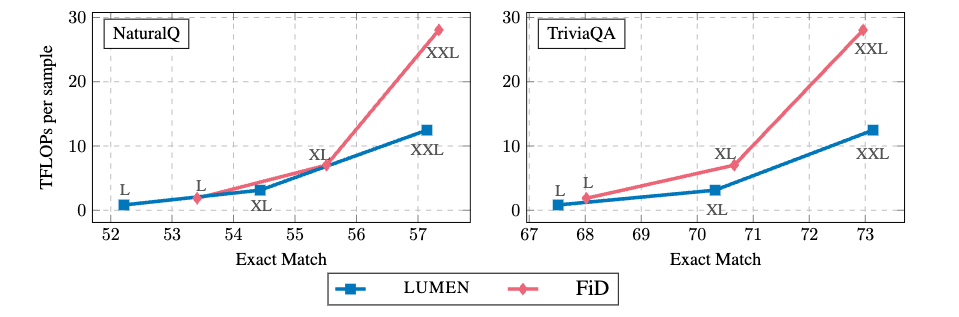 NaturalQ
TFLOPs per sample
30
20
10
0
L
L
XL
XL
XXL
XXL
52 53 54 55 56 57
Exact Match
TriviaQA
30
20
10
0
L
L
XL
XL
XXL
XXL
67 68 69 70 71 72 73
Exact Match
LUMEN FiD